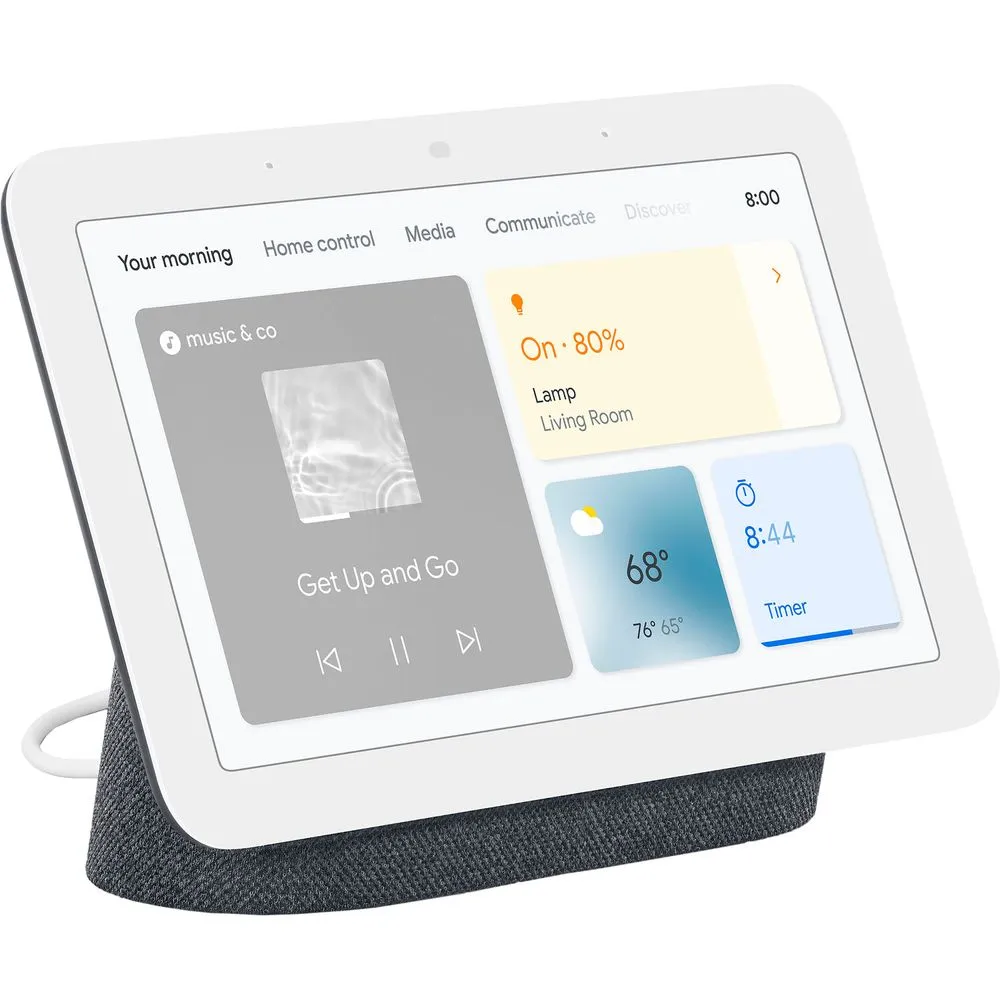 Your morning Home control Media Communicate Discover 8:00
music & co
Get Up and Go
On · 80%
Lamp
Living Room
68°
76° 65°
8:44
Timer